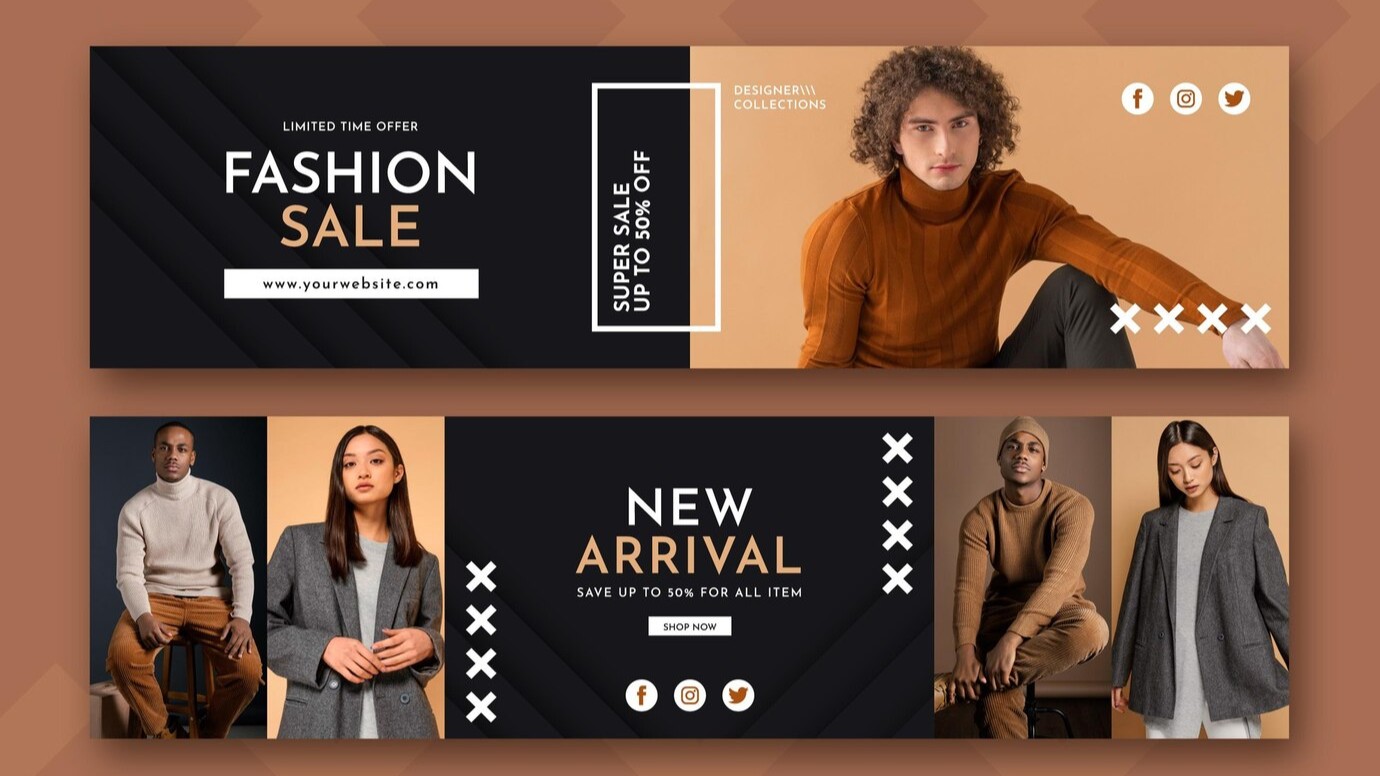 LIMITED TIME OFFER
FASHION
SALE
www.yourwebsite.com
SUPER SALE
UP TO 50% OFF
DESIGNER\\\
COLLECTIONS
NEW
ARRIVAL
SAVE UP TO 50% FOR ALL ITEM
SHOP NOW